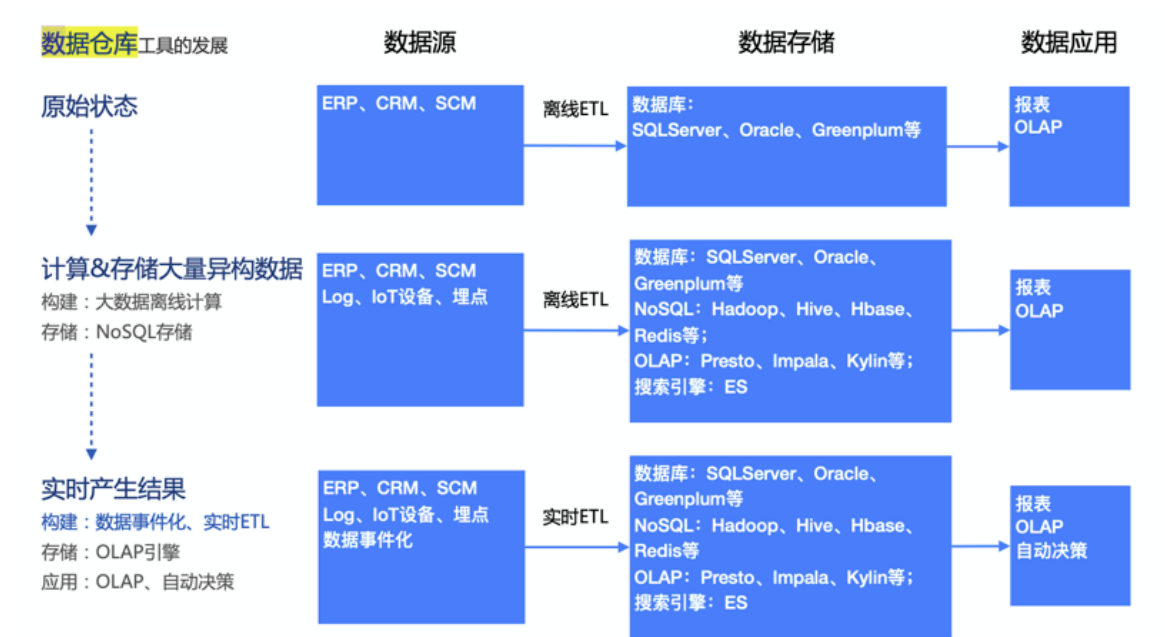 数据仓库工具的发展
数据源
数据存储
数据应用
原始状态
ERP、CRM、SCM
离线ETL
数据库：
SQLServer、Oracle、Greenplum等
报表
OLAP
计算&存储大量异构数据
构建：大数据离线计算
存储：NoSQL存储
ERP、CRM、SCM
Log、IoT设备、埋点
离线ETL
数据库：SQLServer、Oracle、
Greenplum等
NoSQL：Hadoop、Hive、Hbase、
Redis等；
OLAP：Presto、Impala、Kylin等；
搜索引擎：ES
报表
OLAP
实时产生结果
构建：数据事件化、实时ETL
存储：OLAP引擎
应用：OLAP、自动决策
ERP、CRM、SCM
Log、IoT设备、埋点
数据事件化
实时ETL
数据库：SQLServer、Oracle、
Greenplum等
NoSQL：Hadoop、Hive、Hbase、
Redis等
OLAP：Presto、Impala、Kylin等；
搜索引擎：ES
报表
OLAP
自动决策